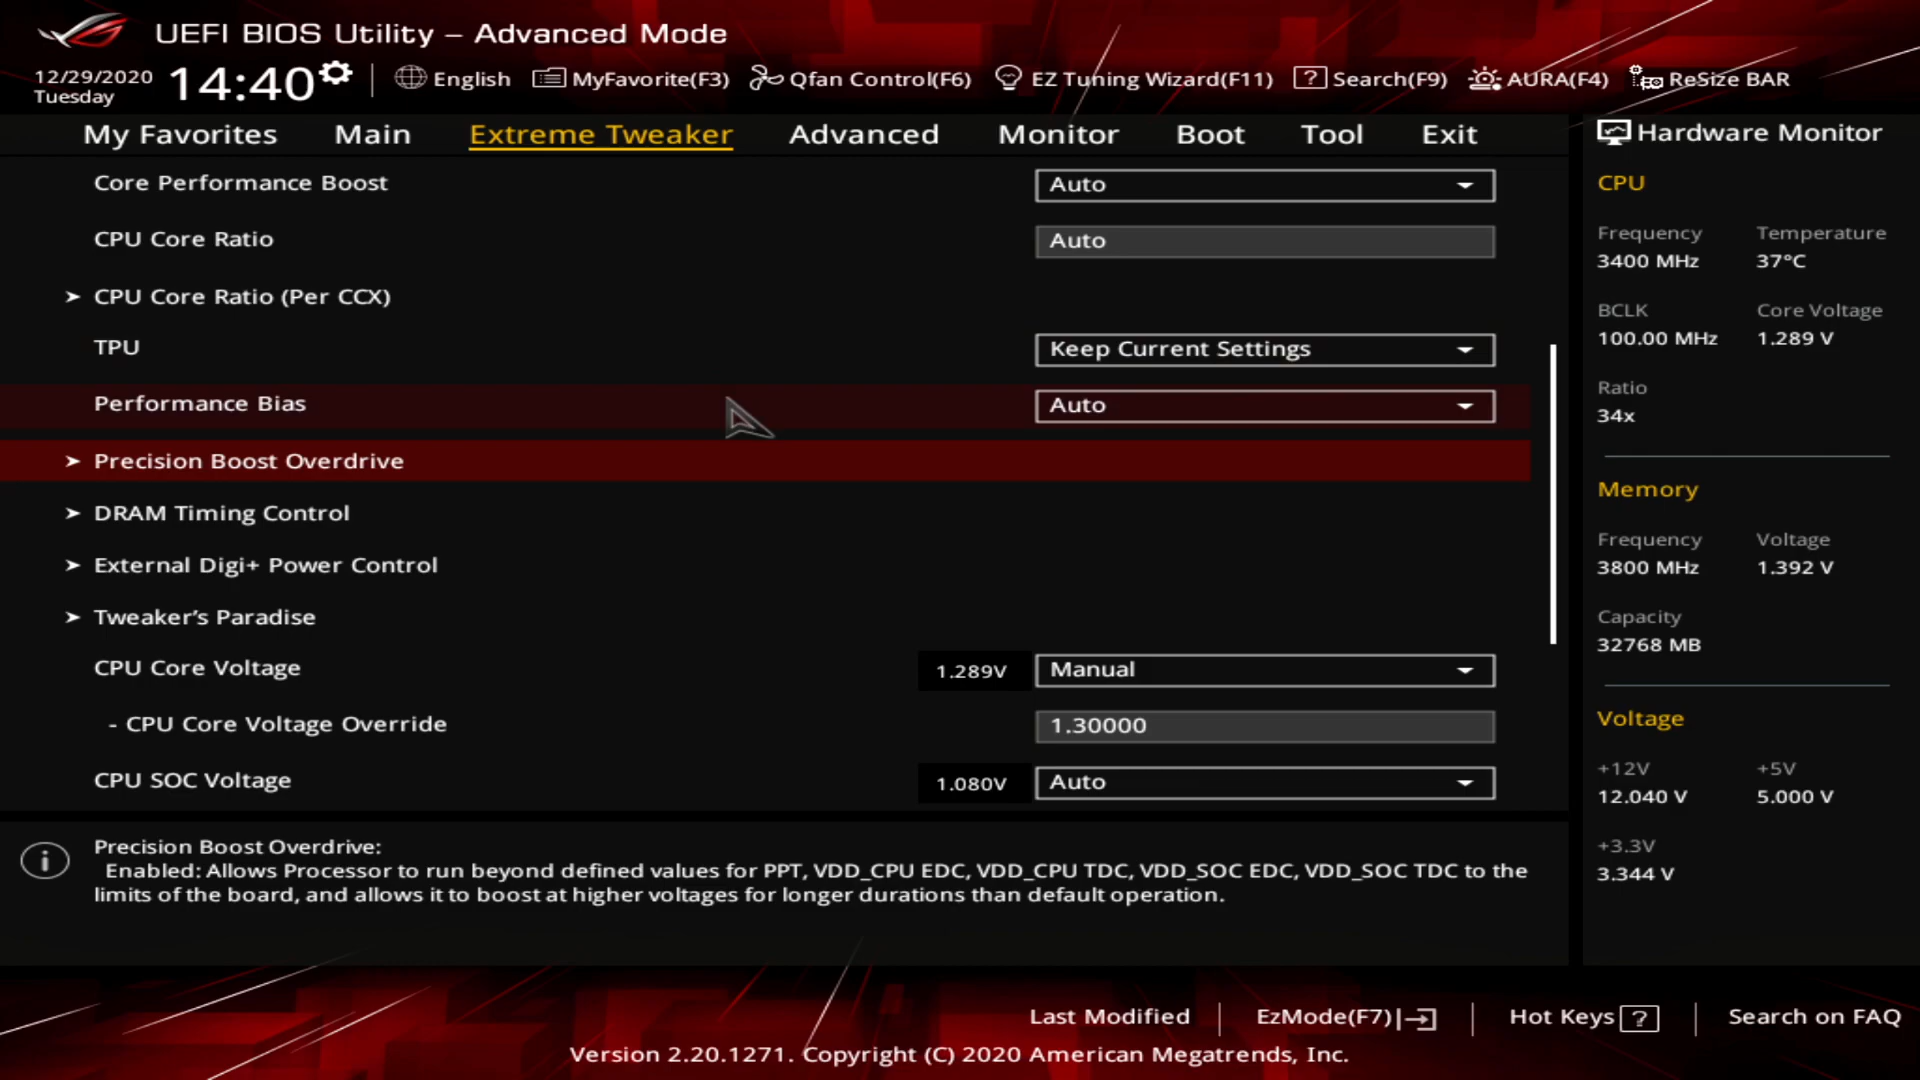 UEFI BIOS Utility – Advanced Mode
12/29/2020
Tuesday
14:40
English
MyFavorite(F3)
Qfan Control(F6)
EZ Tuning Wizard(F11)
? Search(F9)
AURA(F4)
ReSize BAR
My Favorites
Main
Extreme Tweaker
Advanced
Monitor
Boot
Tool
Exit
Core Performance Boost
Auto
CPU Core Ratio
Auto
CPU Core Ratio (Per CCX)
TPU
Keep Current Settings
Performance Bias
Auto
Precision Boost Overdrive
DRAM Timing Control
External Digi+ Power Control
Tweaker's Paradise
CPU Core Voltage
1.289V
Manual
- CPU Core Voltage Override
1.30000
CPU SOC Voltage
1.080V
Auto
Precision Boost Overdrive:
Enabled: Allows Processor to run beyond defined values for PPT, VDD_CPU EDC, VDD_CPU TDC, VDD_SOC EDC, VDD_SOC TDC to the
limits of the board, and allows it to boost at higher voltages for longer durations than default operation.
Hardware Monitor
CPU
Frequency Temperature
3400 MHz 37°C
BCLK Core Voltage
100.00 MHz 1.289 V
Ratio
34x
Memory
Frequency Voltage
3800 MHz 1.392 V
Capacity
32768 MB
Voltage
+12V +5V
12.040 V 5.000 V
+3.3V
3.344 V
Last Modified
EzMode(F7)
Hot Keys ?
Search on FAQ
Version 2.20.1271. Copyright (C) 2020 American Megatrends, Inc.